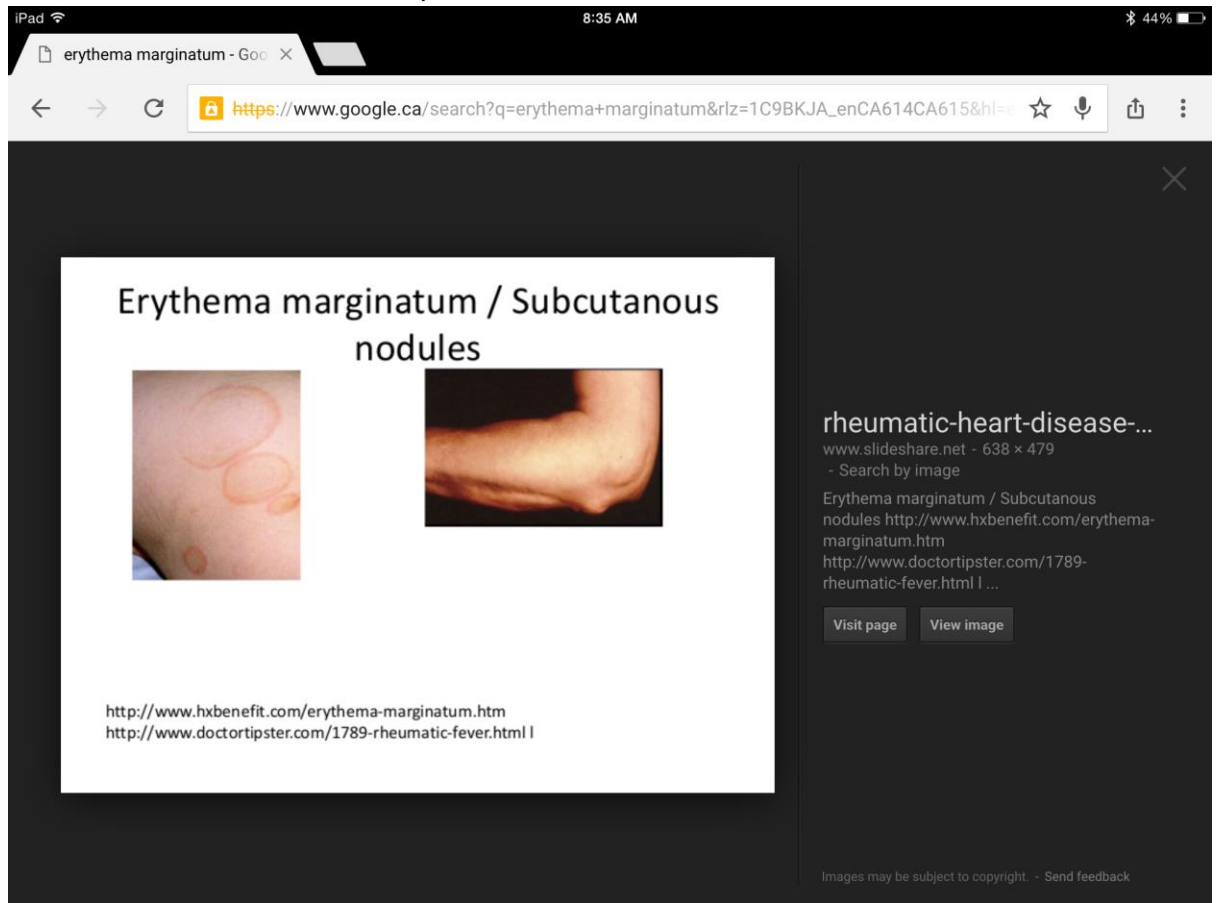 iPad
8:35 AM
44%
erythema marginatum - Goo
https://www.google.ca/search?q=erythema+marginatum&rlz=1C9BKJA_enCA614CA615&hl=e
Erythema marginatum / Subcutanous
nodules
http://www.hxbenefit.com/erythema-marginatum.htm
http://www.doctortipster.com/1789-rheumatic-fever.html l
rheumatic-heart-disease-...
www.slideshare.net - 638 × 479
- Search by image
Erythema marginatum / Subcutanous
nodules http://www.hxbenefit.com/erythema-
marginatum.htm
http://www.doctortipster.com/1789-
rheumatic-fever.html l ...
Visit page
View image
Images may be subject to copyright. - Send feedback